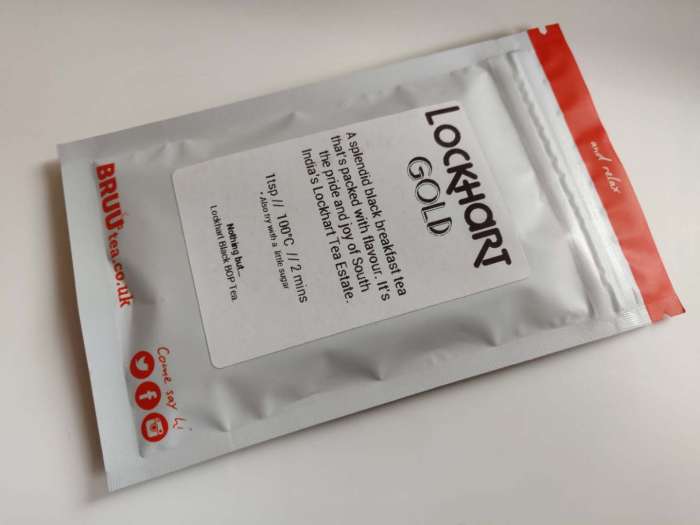 and relax
LOCKHART
GOLD
A splendid black breakfast tea
that's packed with flavour. It's
the pride and joy of South
India's Lockhart Tea Estate.
1tsp // 100°C // 2 mins
* Also try with a little sugar
Nothing but...
Lockhart Black BOP Tea.
BRUU® tea.co.uk
Come say hi